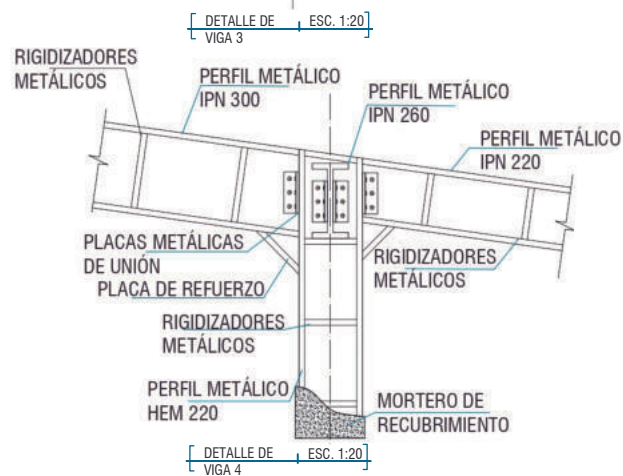 DETALLE DE ESC. 1:20
VIGA 3
RIGIDIZADORES
METÁLICOS
PERFIL METÁLICO
IPN 300
PERFIL METÁLICO
IPN 260
PERFIL METÁLICO
IPN 220
PLACAS METÁLICAS
DE UNIÓN
PLACA DE REFUERZO
RIGIDIZADORES
METÁLICOS
RIGIDIZADORES
METÁLICOS
PERFIL METÁLICO
HEM 220
MORTERO DE
RECUBRIMIENTO
DETALLE DE ESC. 1:20
VIGA 4